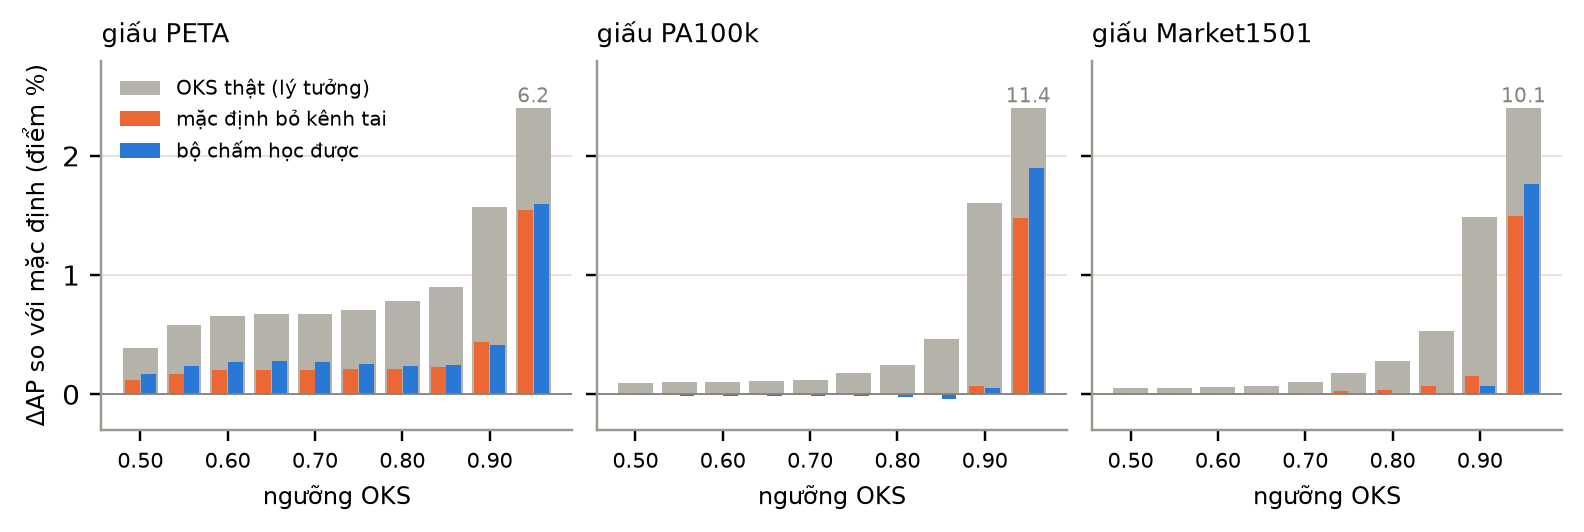 giấu PETA
giấu PA100k
giấu Market1501
ΔAP so với mặc định (điểm %)
OKS thật (lý tưởng)
mặc định bỏ kênh tai
bộ chấm học được
6.2
11.4
10.1
2
1
0
0.50 0.60 0.70 0.80 0.90
0.50 0.60 0.70 0.80 0.90
0.50 0.60 0.70 0.80 0.90
ngưỡng OKS
ngưỡng OKS
ngưỡng OKS